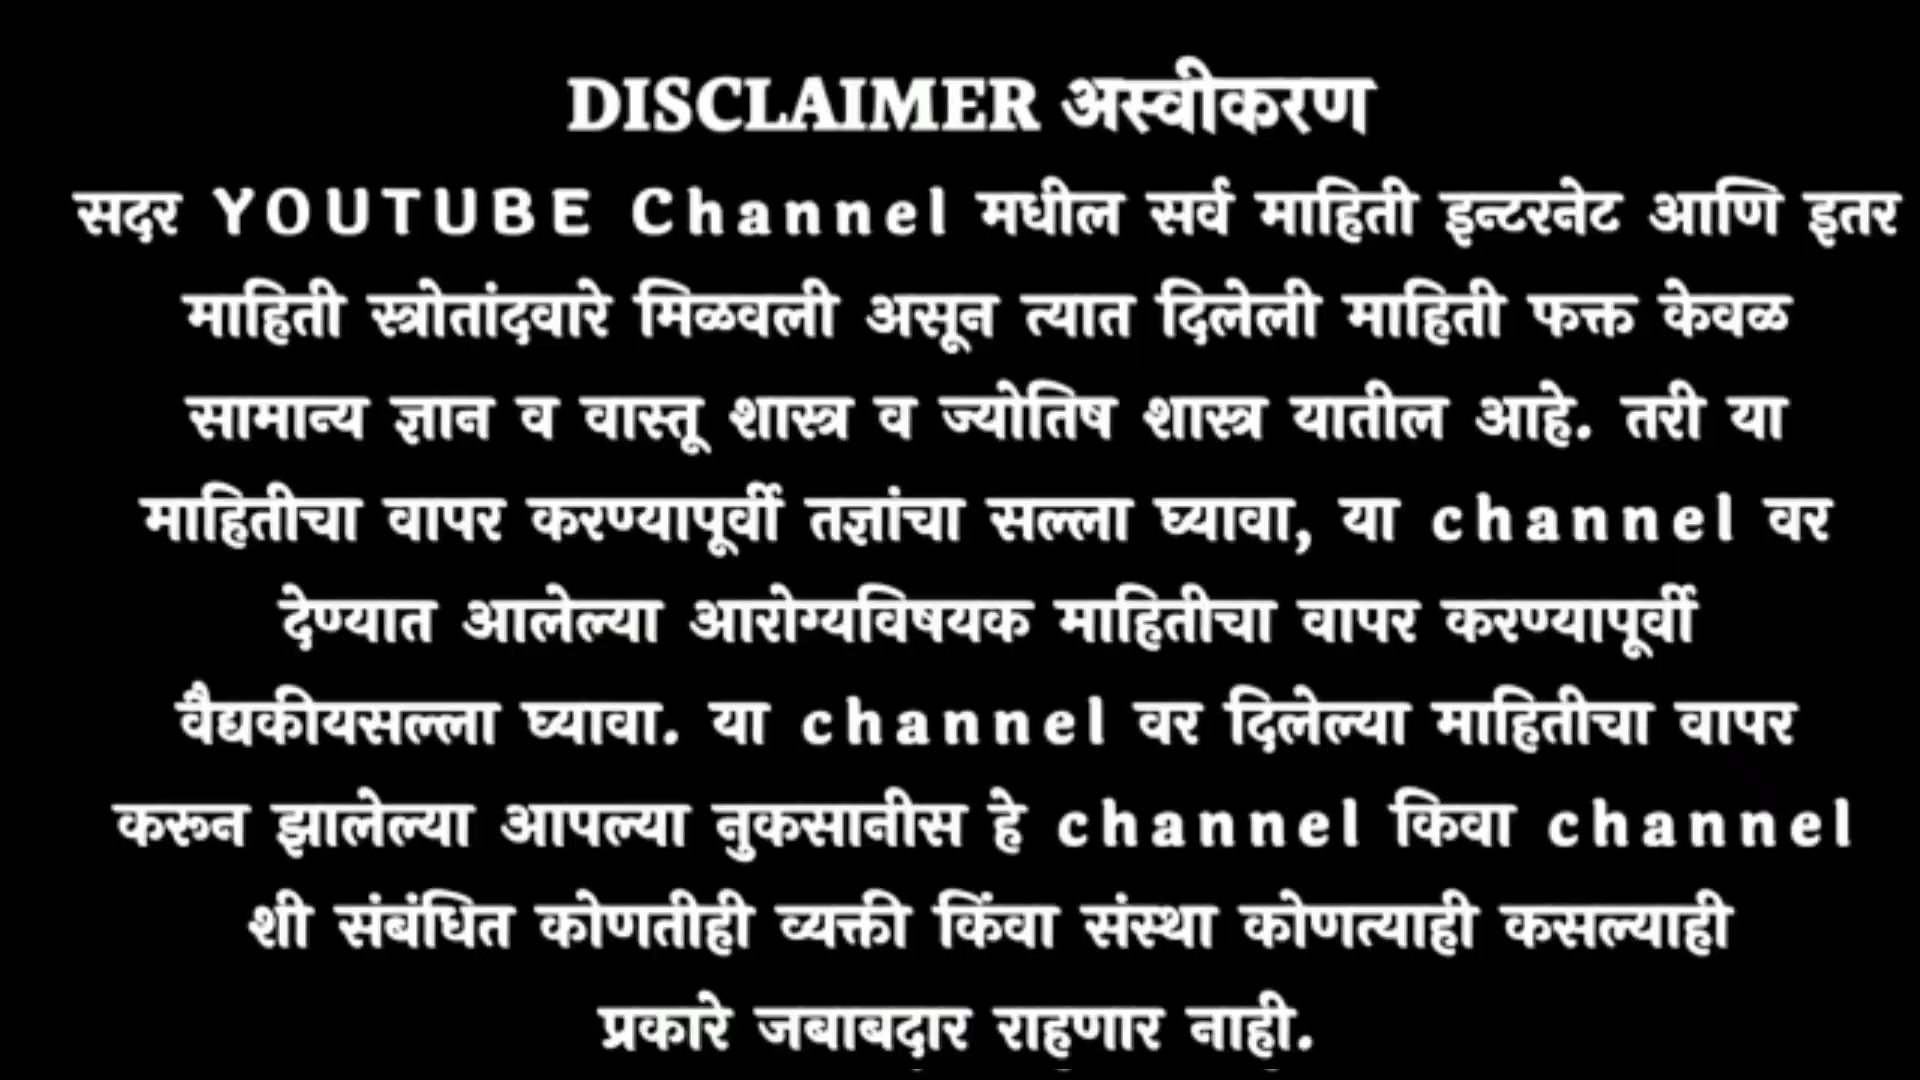 DISCLAIMER अस्वीकरण
सदर YOUTUBE Channel मधील सर्व माहिती इन्टरनेट आणि इतर
माहिती स्त्रोतांदवारे मिळवली असून त्यात दिलेली माहिती फक्त केवळ
सामान्य ज्ञान व वास्तू शास्त्र व ज्योतिष शास्त्र यातील आहे. तरी या
माहितीचा वापर करण्यापूर्वी तज्ञांचा सल्ला घ्यावा, या channel वर
देण्यात आलेल्या आरोग्यविषयक माहितीचा वापर करण्यापूर्वी
वैद्यकीयसल्ला घ्यावा. या channel वर दिलेल्या माहितीचा वापर
करून झालेल्या आपल्या नुकसानीस हे channel किवा channel
शी संबंधित कोणतीही व्यक्ती किंवा संस्था कोणत्याही कसल्याही
प्रकारे जबाबदार राहणार नाही.